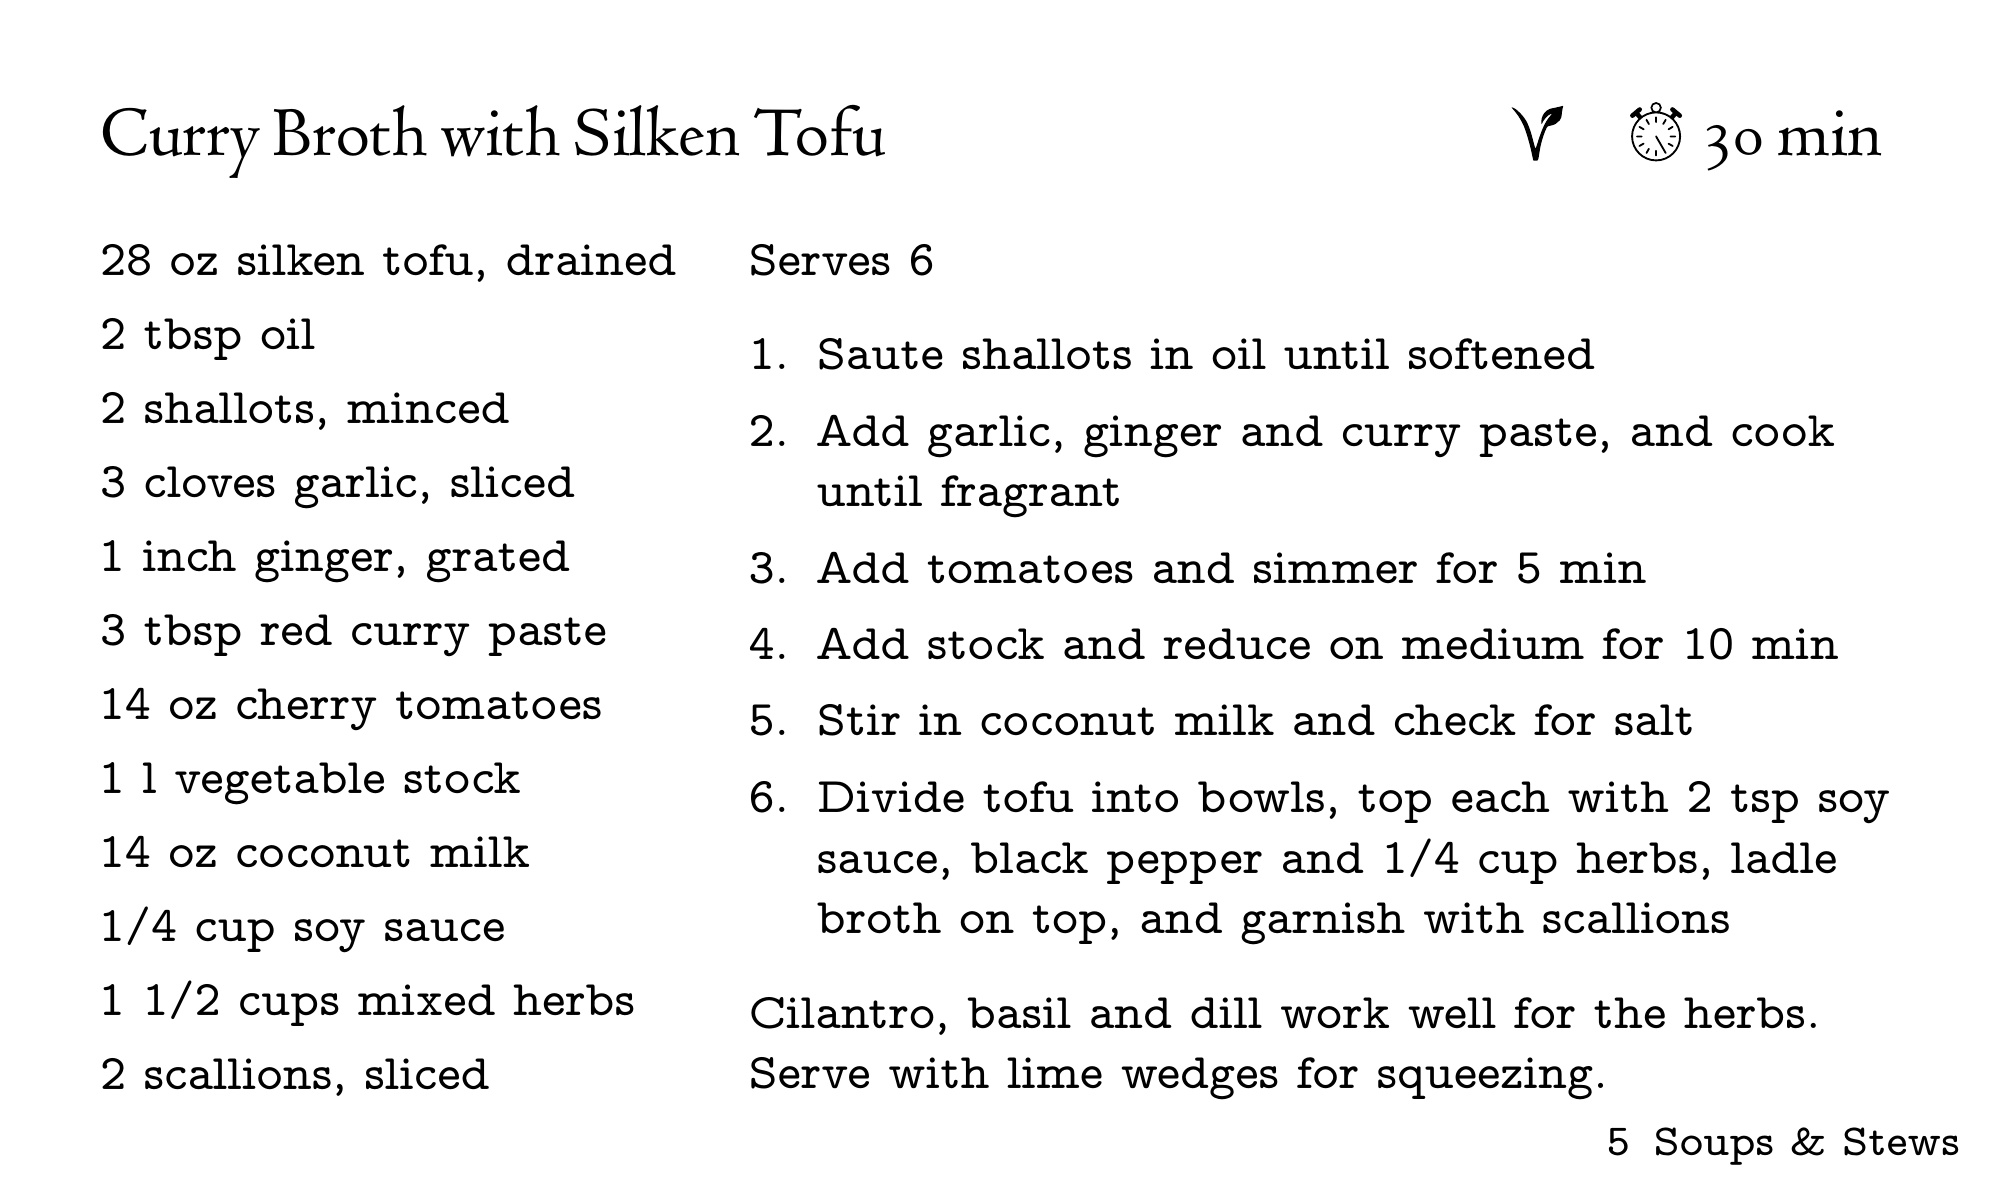 Curry Broth with Silken Tofu
30 min
28 oz silken tofu, drained
2 tbsp oil
2 shallots, minced
3 cloves garlic, sliced
1 inch ginger, grated
3 tbsp red curry paste
14 oz cherry tomatoes
1 l vegetable stock
14 oz coconut milk
1/4 cup soy sauce
1 1/2 cups mixed herbs
2 scallions, sliced
Serves 6
1. Saute shallots in oil until softened
2. Add garlic, ginger and curry paste, and cook
until fragrant
3. Add tomatoes and simmer for 5 min
4. Add stock and reduce on medium for 10 min
5. Stir in coconut milk and check for salt
6. Divide tofu into bowls, top each with 2 tsp soy
sauce, black pepper and 1/4 cup herbs, ladle
broth on top, and garnish with scallions
Cilantro, basil and dill work well for the herbs.
Serve with lime wedges for squeezing.
5 Soups & Stews